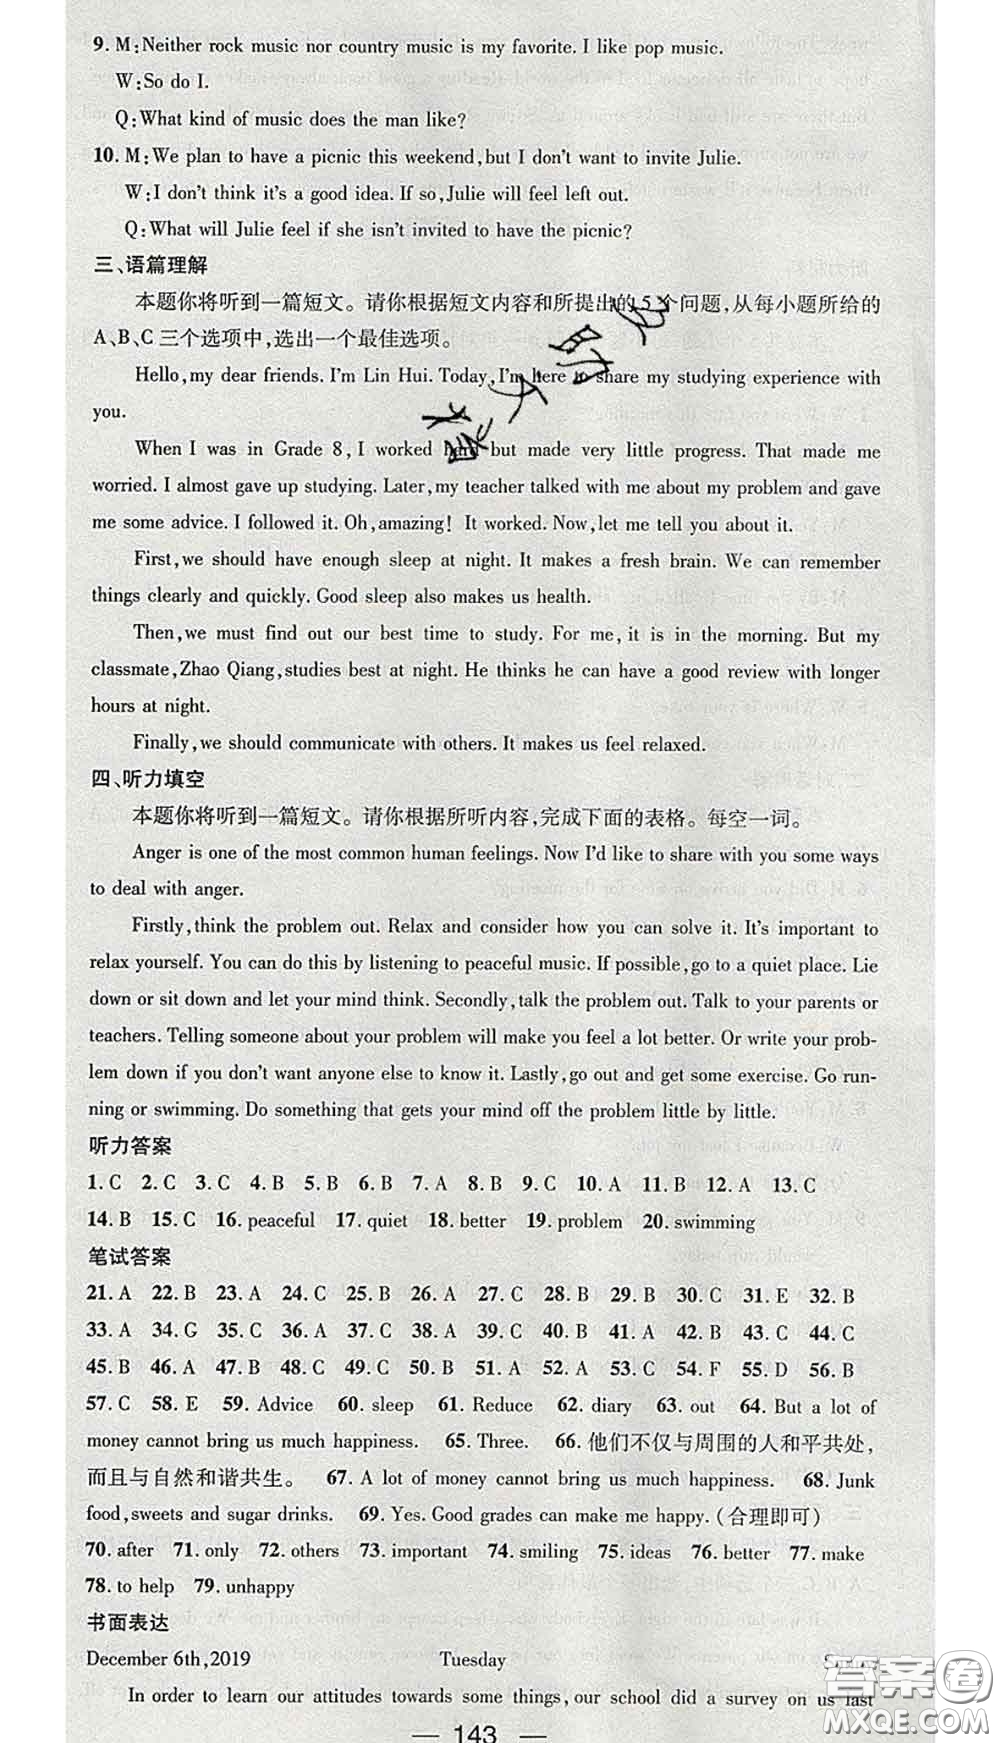 9. M:Neither rock music nor country music is my favorite. I like pop music.
W:So do I.
Q:What kind of music does the man like?
10. M:We plan to have a picnic this weekend,but I don't want to invite Julie.
W:I don't think it's a good idea. If so,Julie will feel left out.
Q:What will Julie feel if she isn't invited to have the picnic?
三、语篇理解
本题你将听到一篇短文。请你根据短文内容和所提出的 5 个问题,从每小题所给的
A、B、C 三个选项中,选出一个最佳选项。
Hello,my dear friends. I'm Lin Hui. Today,I'm here to share my studying experience with
you.
When I was in Grade 8,I worked hard but made very little progress. That made me
worried. I almost gave up studying. Later,my teacher talked with me about my problem and gave
me some advice. I followed it. Oh,amazing! It worked. Now,let me tell you about it.
First,we should have enough sleep at night. It makes a fresh brain. We can remember
things clearly and quickly. Good sleep also makes us health.
Then,we must find out our best time to study. For me,it is in the morning. But my
classmate,Zhao Qiang,studies best at night. He thinks he can have a good review with longer
hours at night.
Finally,we should communicate with others. It makes us feel relaxed.
四、听力填空
本题你将听到一篇短文。请你根据所听内容,完成下面的表格。每空一词。
Anger is one of the most common human feelings. Now I'd like to share with you some ways
to deal with anger.
Firstly,think the problem out. Relax and consider how you can solve it. It's important to
relax yourself. You can do this by listening to peaceful music. If possible,go to a quiet place. Lie
down or sit down and let your mind think. Secondly,talk the problem out. Talk to your parents or
teachers. Telling someone about your problem will make you feel a lot better. Or write your prob-
lem down if you don't want anyone else to know it. Lastly,go out and get some exercise. Go run-
ning or swimming. Do something that gets your mind off the problem little by little.
听力答案
1. C 2. C 3. C 4. B 5. B 6. B 7. A 8. B 9. C 10. A 11. B 12. A 13. C
14. B 15. C 16. peaceful 17. quiet 18. better 19. problem 20. swimming
笔试答案
21. A 22. B 23. A 24. C 25. B 26. A 27. C 28. B 29. B 30. C 31. E 32. B
33. A 34. G 35. C 36. A 37. C 38. A 39. C 40. B 41. A 42. B 43. C 44. C
45. B 46. A 47. B 48. C 49. C 50. B 51. A 52. A 53. C 54. F 55. D 56. B
57. C 58. E 59. Advice 60. sleep 61. Reduce 62. diary 63. out 64. But a lot of
money cannot bring us much happiness. 65. Three. 66. 他们不仅与周围的人和平共处,
而且与自然和谐共生。 67. A lot of money cannot bring us much happiness. 68. Junk
food,sweets and sugar drinks. 69. Yes. Good grades can make me happy.(合理即可)
70. after 71. only 72. others 73. important 74. smiling 75. ideas 76. better 77. make
78. to help 79. unhappy
书面表达
December 6th,2019 Tuesday
In order to learn our attitudes towards some things,our school did a survey on us last
— 143 —
答案圈
MXQE.COM